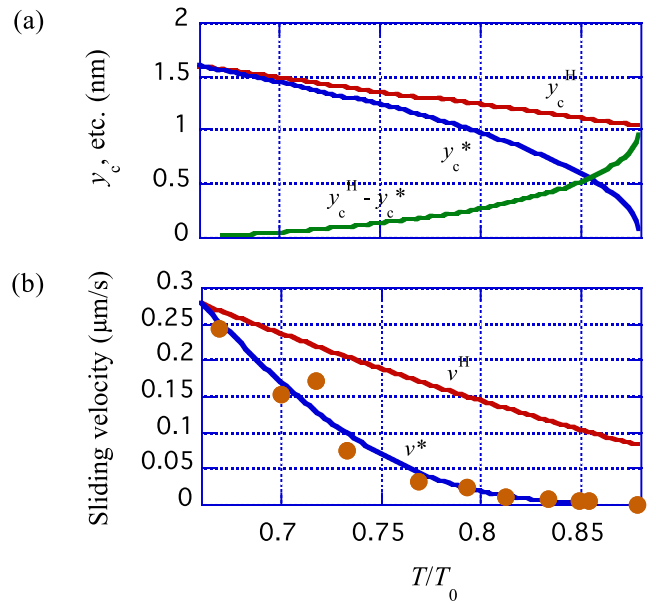 (a)
y_c, etc. (nm)
2
1.5
1
0.5
0
y_c^H
y_c*
y_c^H - y_c*
(b)
Sliding velocity (µm/s)
0.3
0.25
0.2
0.15
0.1
0.05
0
v^H
v*
0.7 0.75 0.8 0.85
T/T_0